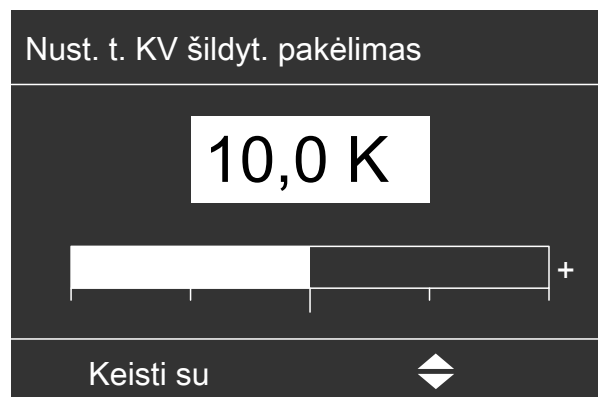 Nust. t. KV šildyt. pakėlimas
10,0 K
+
Keisti su